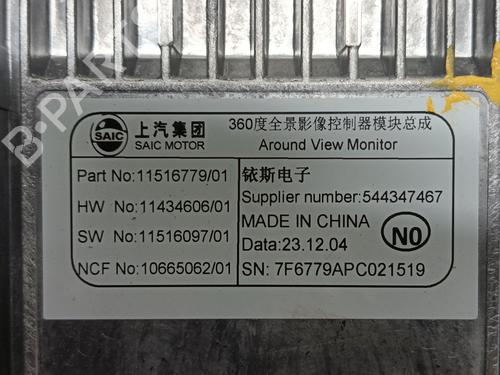 SAIC
上汽集团
SAIC MOTOR
360度全景影像控制器模块总成
Around View Monitor
Part No:11516779/01
HW No:11434606/01
SW No:11516097/01
NCF No:10665062/01
铱斯电子
Supplier number:544347467
MADE IN CHINA
Data:23.12.04
N0
SN: 7F6779APC021519
B-PARTS